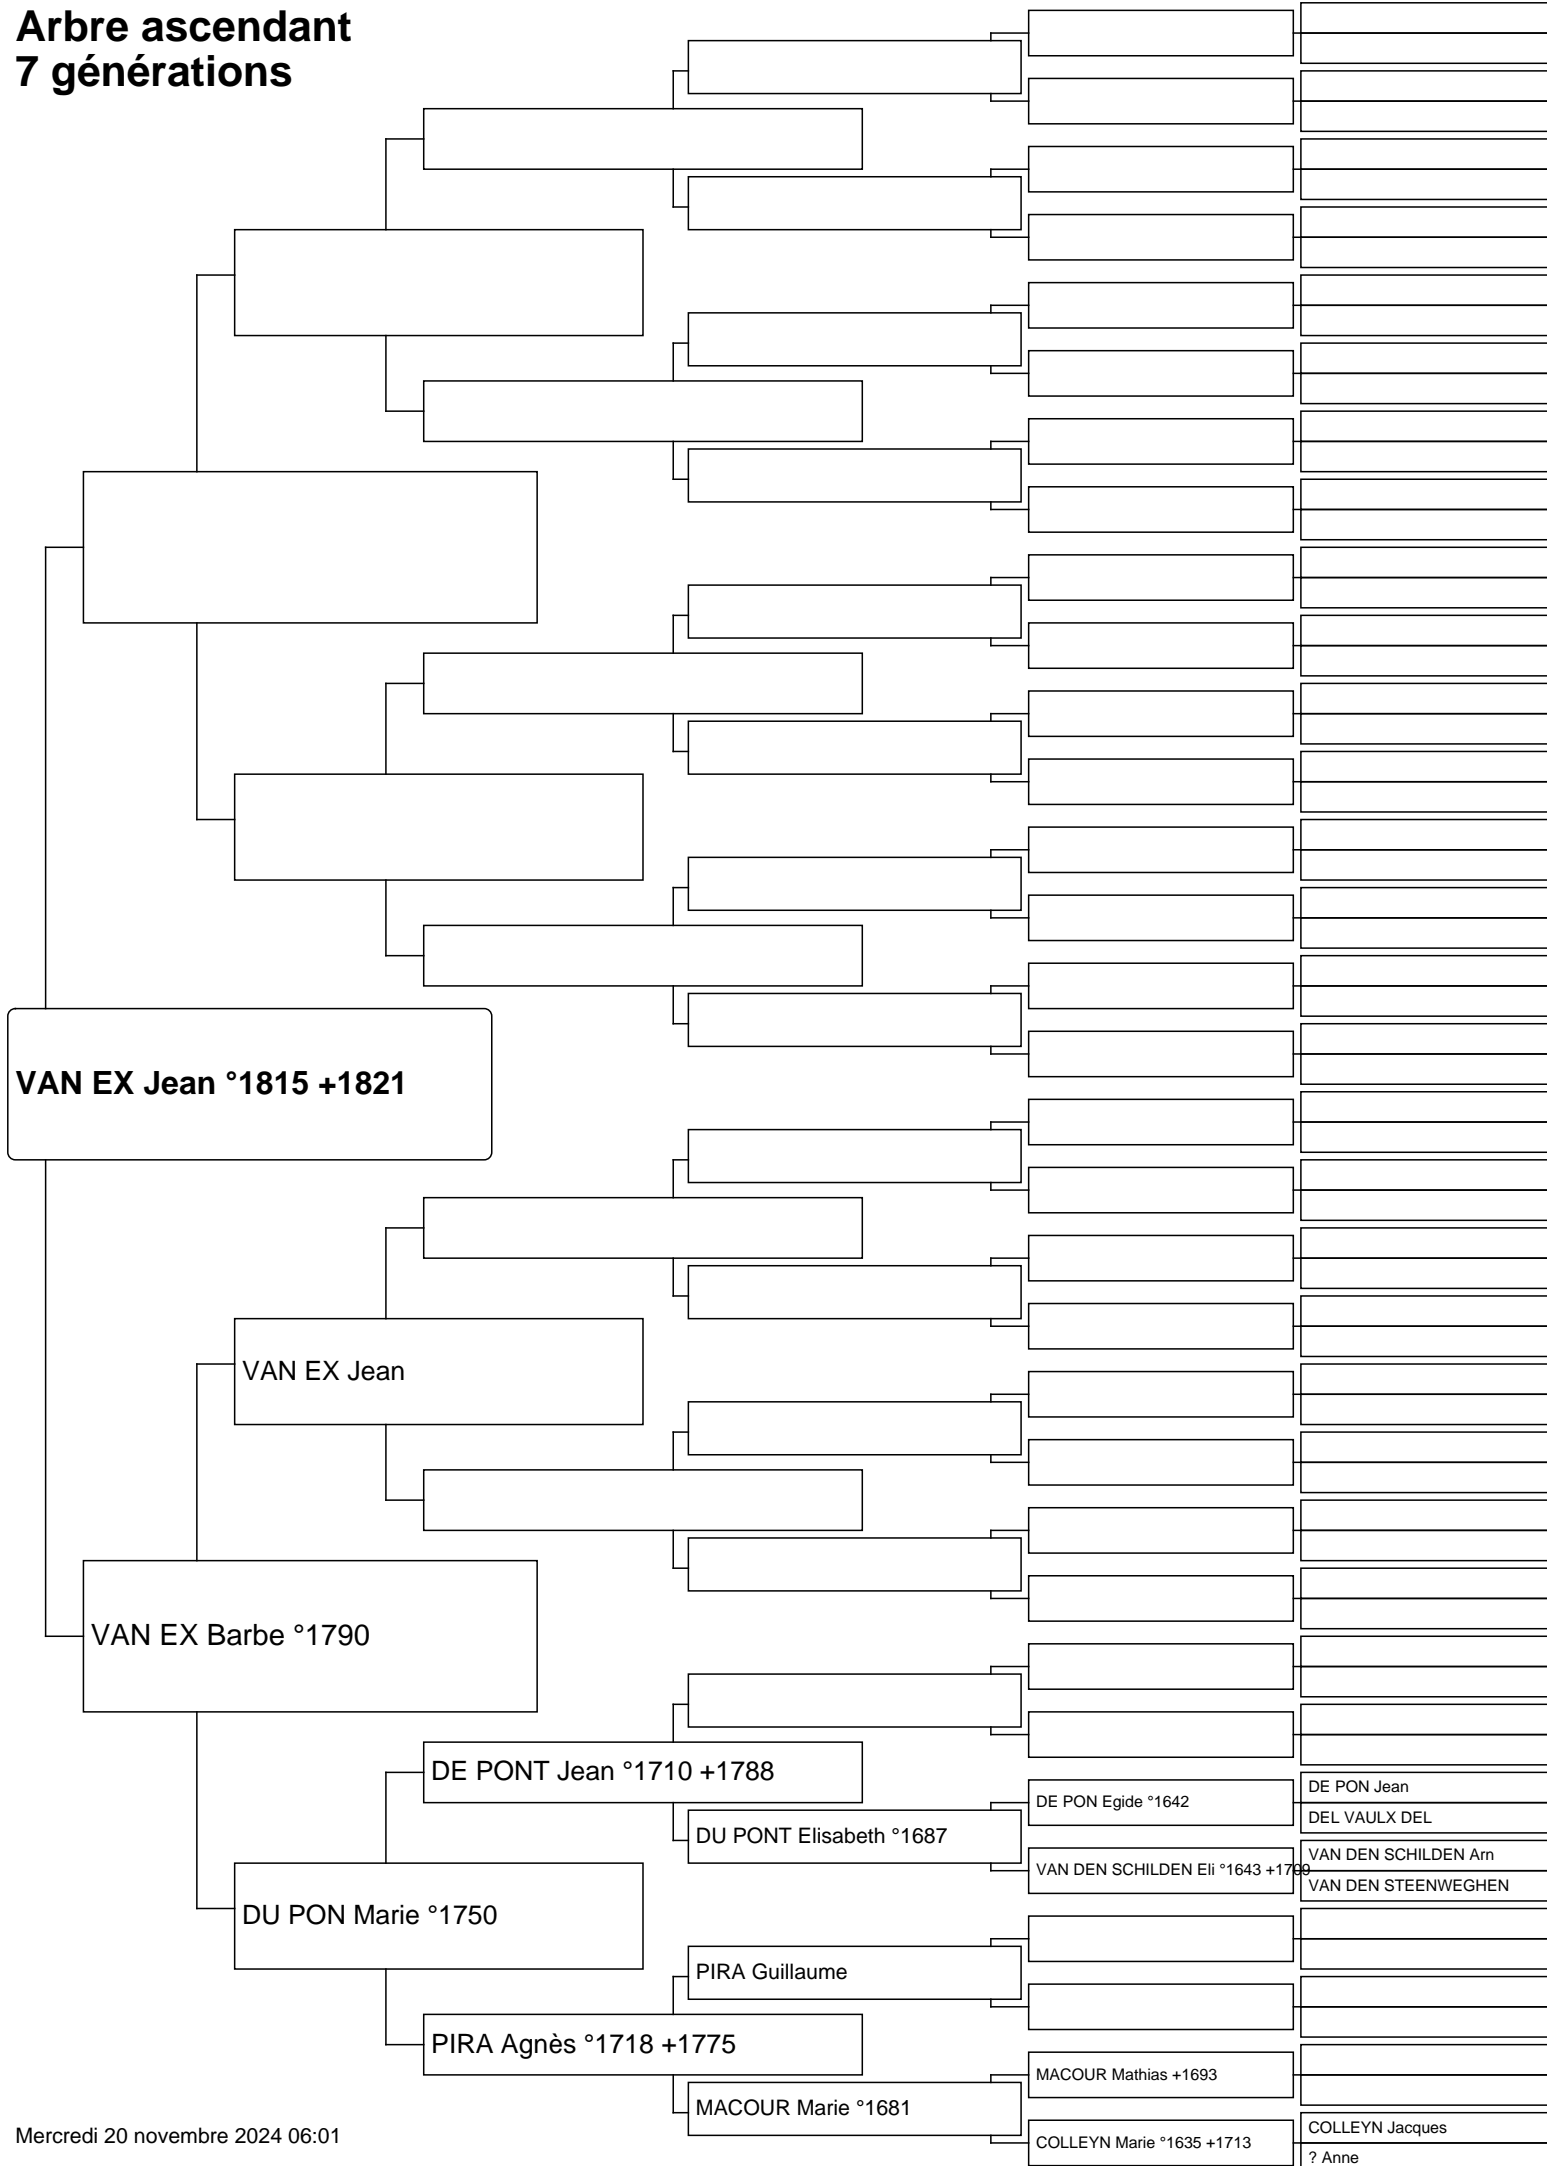 Arbre ascendant
7 générations
VAN EX Jean °1815 +1821
VAN EX Jean
VAN EX Barbe °1790
DE PONT Jean °1710 +1788
DE PON Egide °1642
DE PON Jean
DEL VAULX DEL
DU PONT Elisabeth °1687
VAN DEN SCHILDEN Eli °1643 +1709
VAN DEN SCHILDEN Arn
VAN DEN STEENWEGHEN
DU PON Marie °1750
PIRA Guillaume
PIRA Agnès °1718 +1775
MACOUR Mathias +1693
MACOUR Marie °1681
COLLEYN Marie °1635 +1713
COLLEYN Jacques
? Anne
Mercredi 20 novembre 2024 06:01